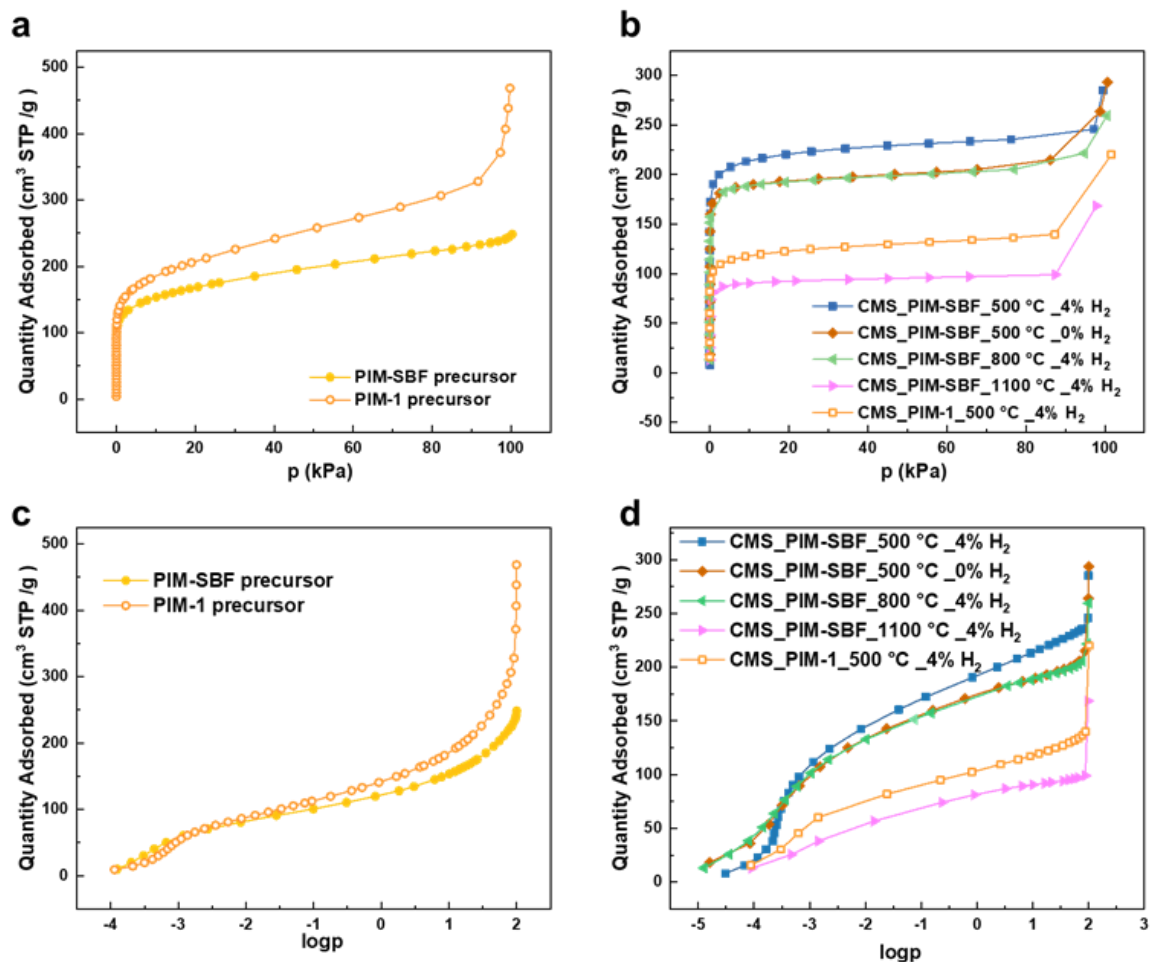 a
Quantity Adsorbed (cm³ STP /g)
500
400
300
200
100
0
PIM-SBF precursor
PIM-1 precursor
0 20 40 60 80 100
p (kPa)
b
Quantity Adsorbed (cm³ STP /g)
300
250
200
150
100
50
0
-50
CMS_PIM-SBF_500 °C _4% H₂
CMS_PIM-SBF_500 °C _0% H₂
CMS_PIM-SBF_800 °C _4% H₂
CMS_PIM-SBF_1100 °C _4% H₂
CMS_PIM-1_500 °C _4% H₂
0 20 40 60 80 100
p (kPa)
c
Quantity Adsorbed (cm³ STP /g)
500
400
300
200
100
0
PIM-SBF precursor
PIM-1 precursor
-4 -3 -2 -1 0 1 2
logp
d
Quantity Adsorbed (cm³ STP /g)
300
250
200
150
100
50
0
CMS_PIM-SBF_500 °C _4% H₂
CMS_PIM-SBF_500 °C _0% H₂
CMS_PIM-SBF_800 °C _4% H₂
CMS_PIM-SBF_1100 °C _4% H₂
CMS_PIM-1_500 °C _4% H₂
-5 -4 -3 -2 -1 0 1 2 3
logp